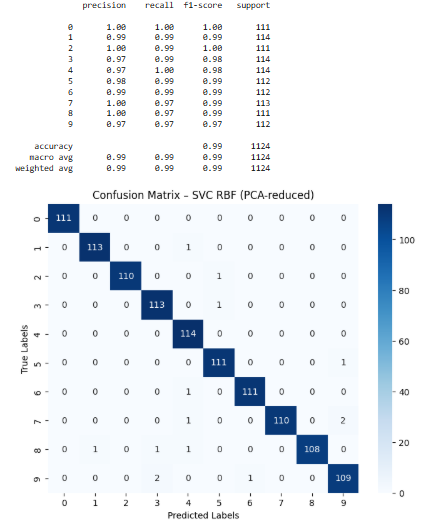 precision recall f1-score support
0 1.00 1.00 1.00 111
1 0.99 0.99 0.99 114
2 1.00 0.99 1.00 111
3 0.97 0.99 0.98 114
4 0.97 1.00 0.98 114
5 0.98 0.99 0.99 112
6 0.99 0.99 0.99 112
7 1.00 0.97 0.99 113
8 1.00 0.97 0.99 111
9 0.97 0.97 0.97 112
accuracy 0.99 1124
macro avg 0.99 0.99 0.99 1124
weighted avg 0.99 0.99 0.99 1124
Confusion Matrix – SVC RBF (PCA-reduced)
True Labels
0 111 0 0 0 0 0 0 0 0 0
1 0 113 0 0 1 0 0 0 0 0
2 0 0 110 0 0 1 0 0 0 0
3 0 0 0 113 0 1 0 0 0 0
4 0 0 0 0 114 0 0 0 0 0
5 0 0 0 0 0 111 0 0 0 1
6 0 0 0 0 1 0 111 0 0 0
7 0 0 0 0 1 0 0 110 0 2
8 0 1 0 1 1 0 0 0 108 0
9 0 0 0 2 0 0 1 0 0 109
0 1 2 3 4 5 6 7 8 9
Predicted Labels
100
80
60
40
20
0